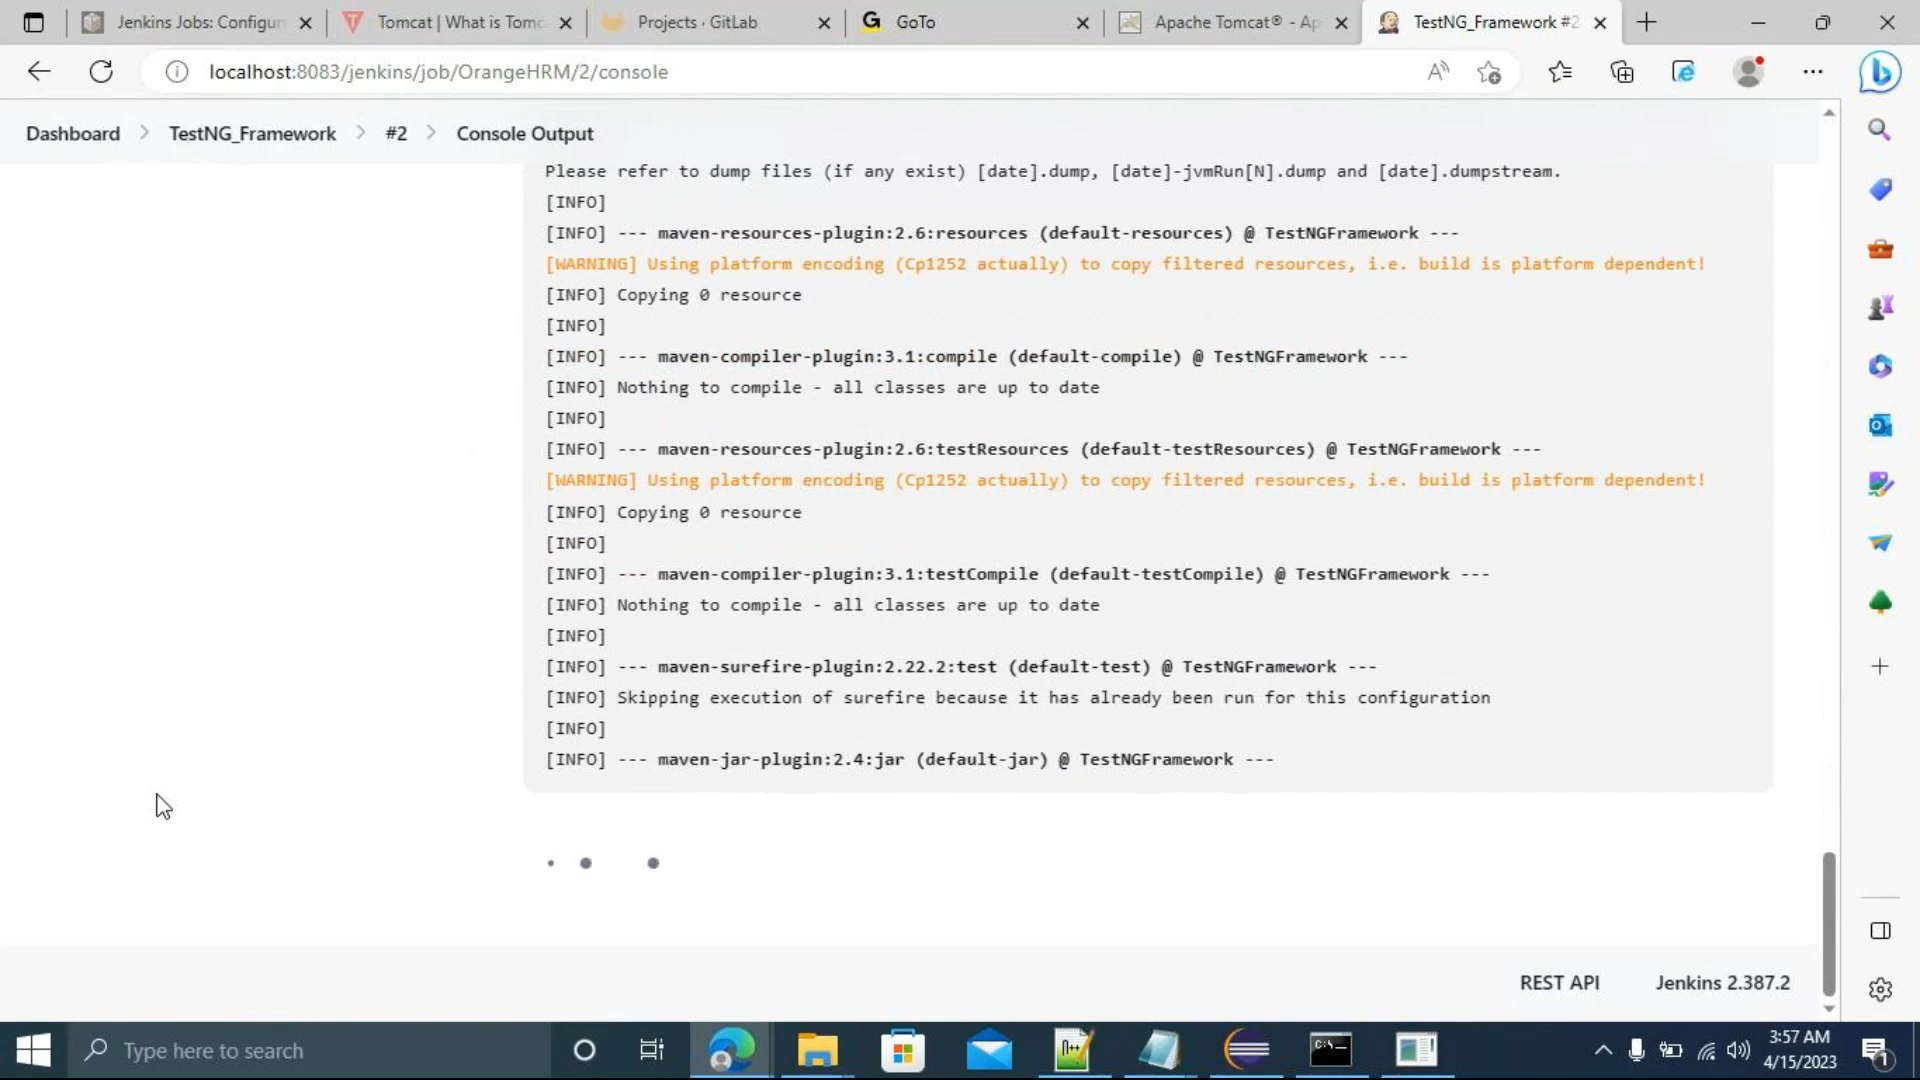 Jenkins Jobs: Configur
Tomcat | What is Tomc
Projects · GitLab
GoTo
Apache Tomcat® - Ap
TestNG_Framework #2
localhost:8083/jenkins/job/OrangeHRM/2/console
Dashboard > TestNG_Framework > #2 > Console Output
Please refer to dump files (if any exist) [date].dump, [date]-jvmRun[N].dump and [date].dumpstream.
[INFO]
[INFO] --- maven-resources-plugin:2.6:resources (default-resources) @ TestNGFramework ---
[WARNING] Using platform encoding (Cp1252 actually) to copy filtered resources, i.e. build is platform dependent!
[INFO] Copying 0 resource
[INFO]
[INFO] --- maven-compiler-plugin:3.1:compile (default-compile) @ TestNGFramework ---
[INFO] Nothing to compile - all classes are up to date
[INFO]
[INFO] --- maven-resources-plugin:2.6:testResources (default-testResources) @ TestNGFramework ---
[WARNING] Using platform encoding (Cp1252 actually) to copy filtered resources, i.e. build is platform dependent!
[INFO] Copying 0 resource
[INFO]
[INFO] --- maven-compiler-plugin:3.1:testCompile (default-testCompile) @ TestNGFramework ---
[INFO] Nothing to compile - all classes are up to date
[INFO]
[INFO] --- maven-surefire-plugin:2.22.2:test (default-test) @ TestNGFramework ---
[INFO] Skipping execution of surefire because it has already been run for this configuration
[INFO]
[INFO] --- maven-jar-plugin:2.4:jar (default-jar) @ TestNGFramework ---
REST API
Jenkins 2.387.2
Type here to search
3:57 AM
4/15/2023
1